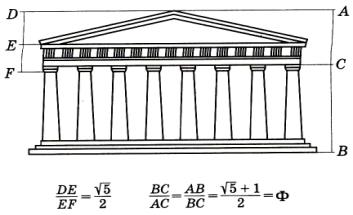 D
A
E
F
C
B
DE/EF = √5/2 BC/AC = AB/BC = (√5 + 1)/2 = Φ